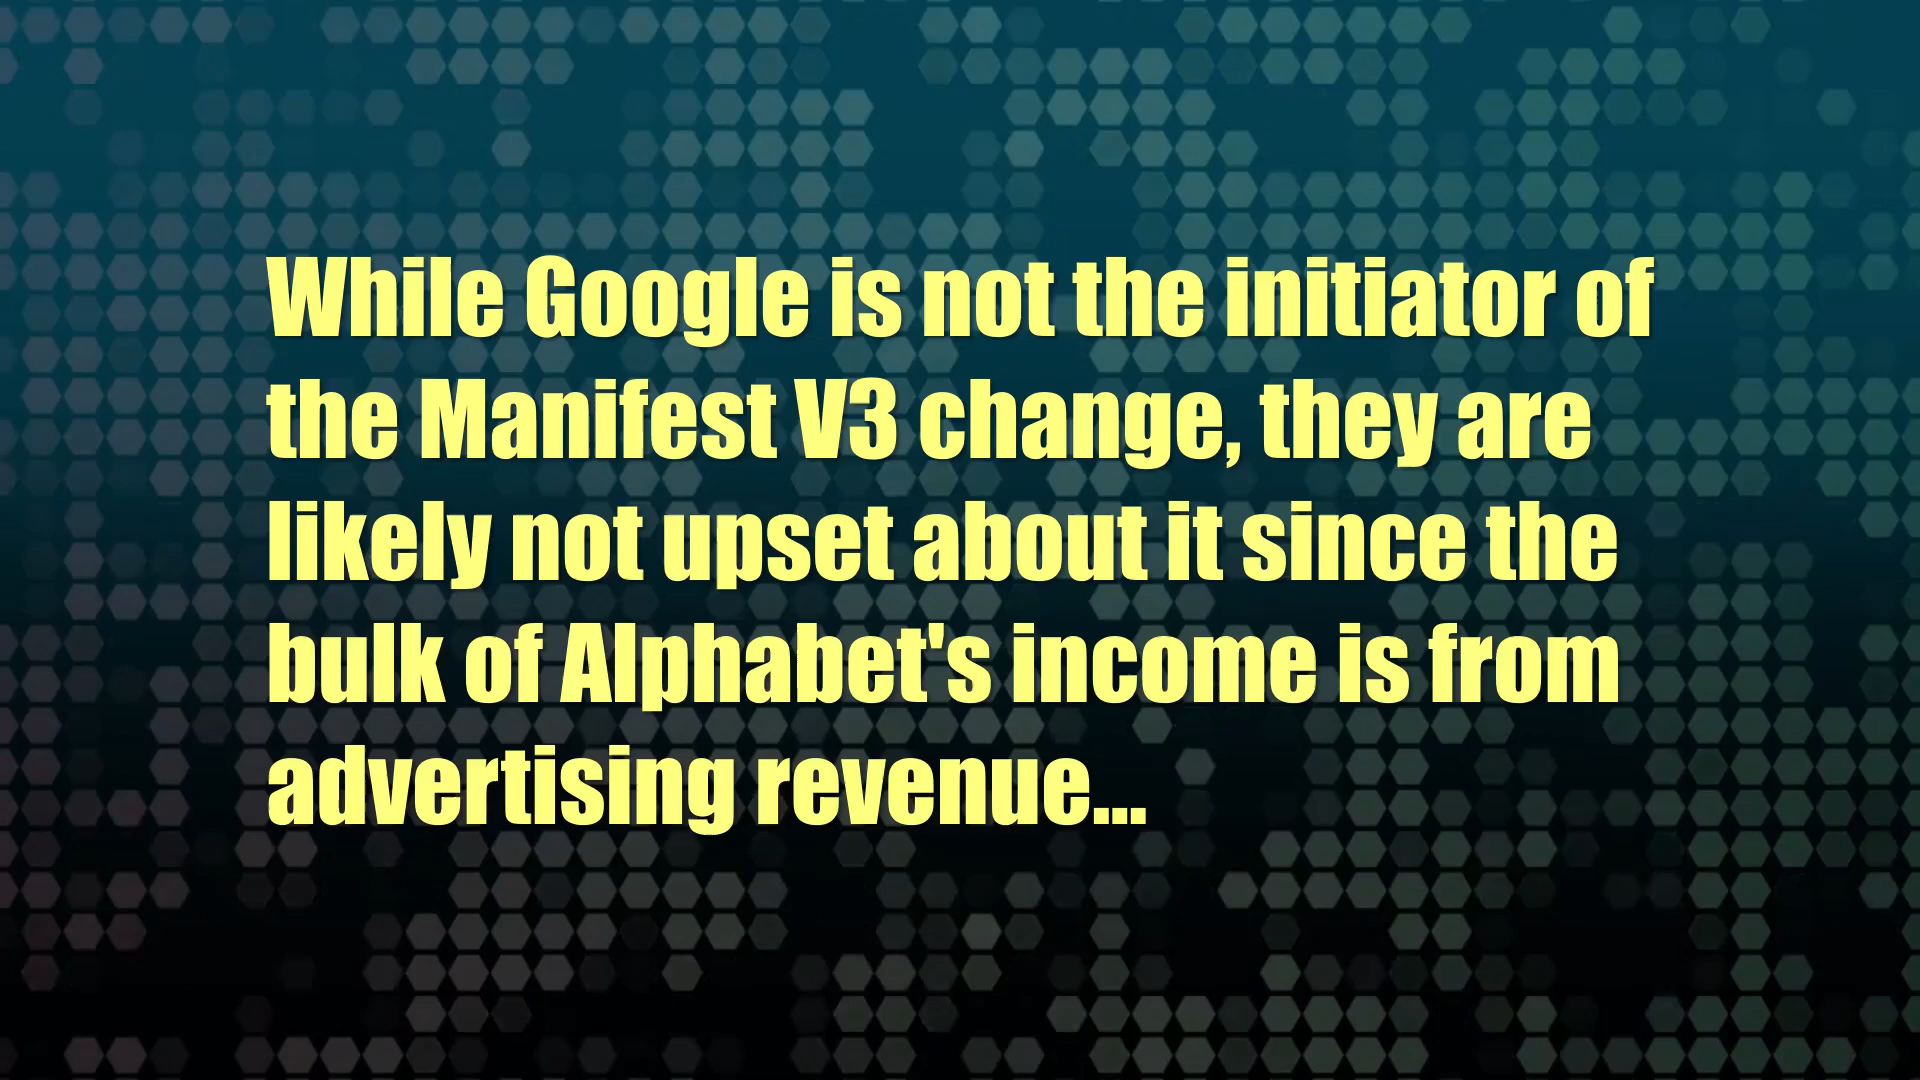 While Google is not the initiator of
the Manifest V3 change, they are
likely not upset about it since the
bulk of Alphabet's income is from
advertising revenue...